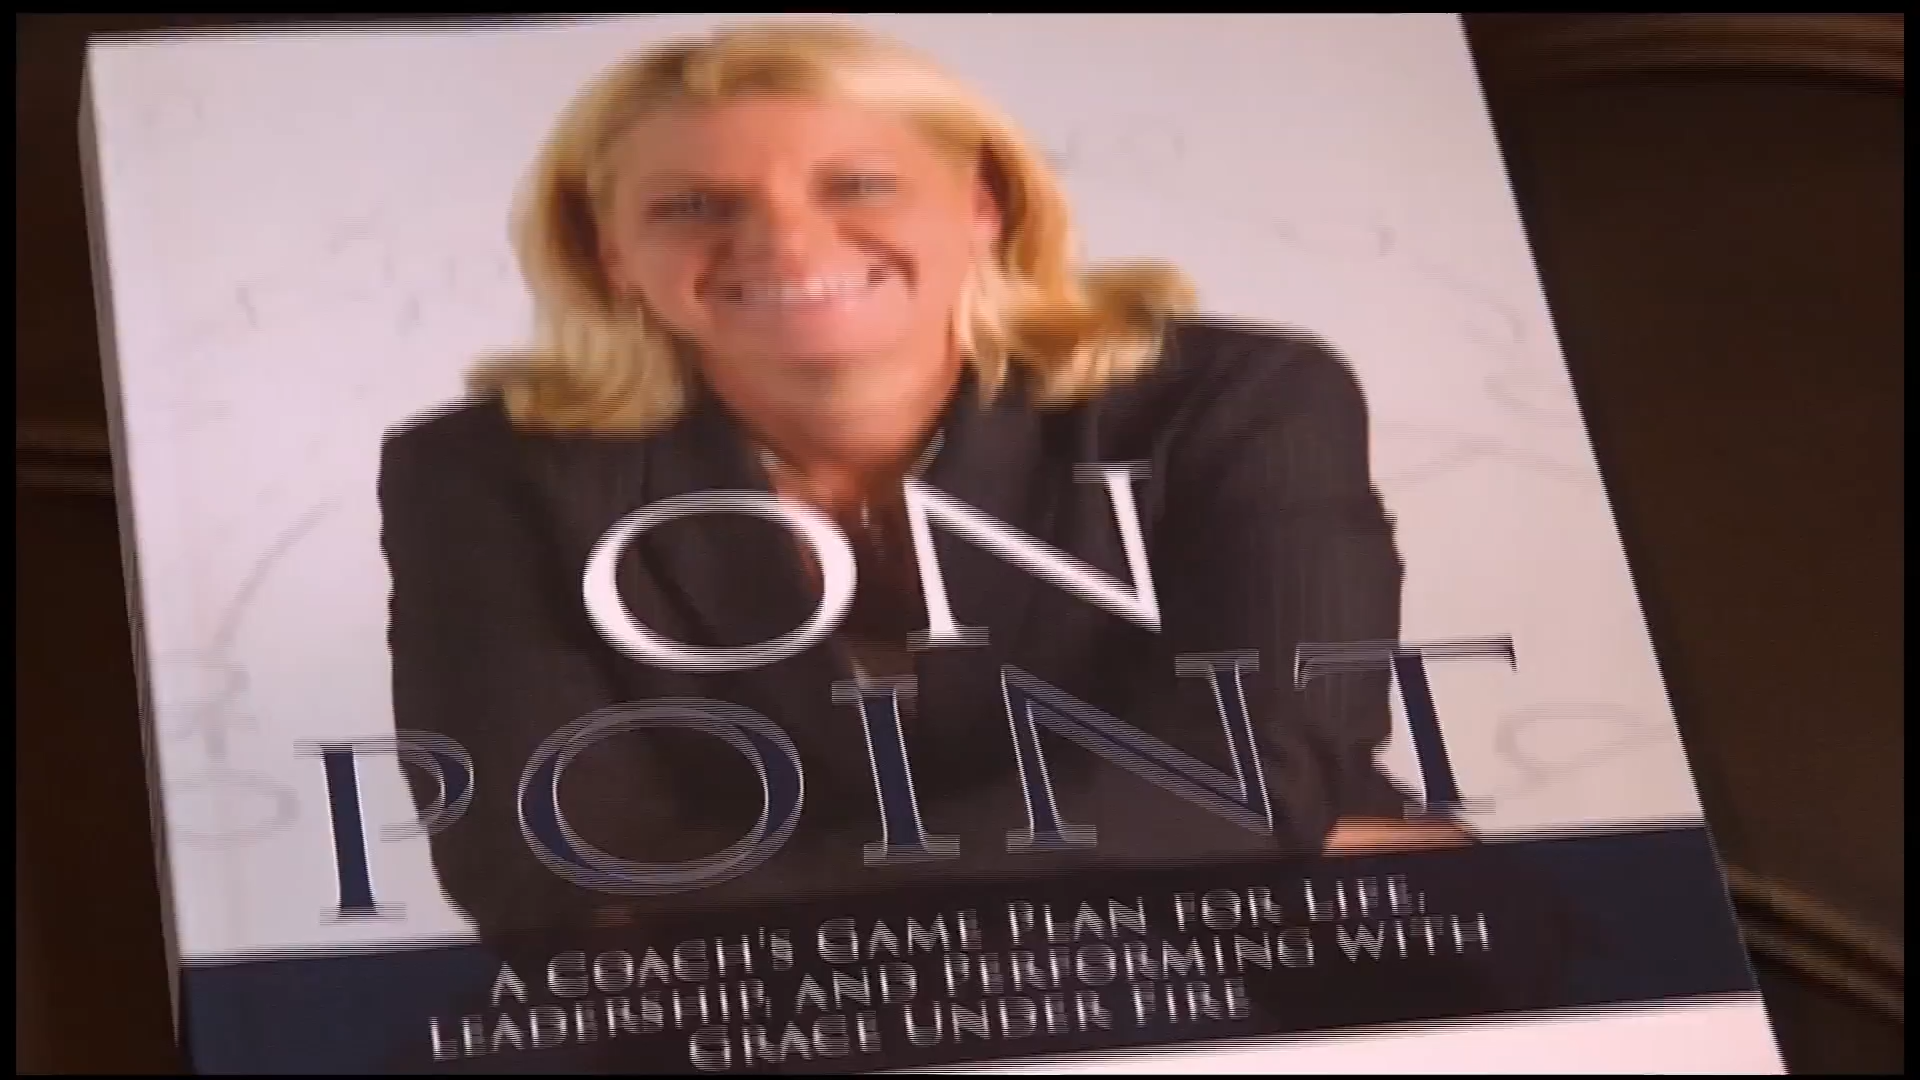 ON
POINT
A COACH'S GAME PLAN FOR LIFE,
LEADERSHIP, AND PERFORMING WITH
GRACE UNDER FIRE